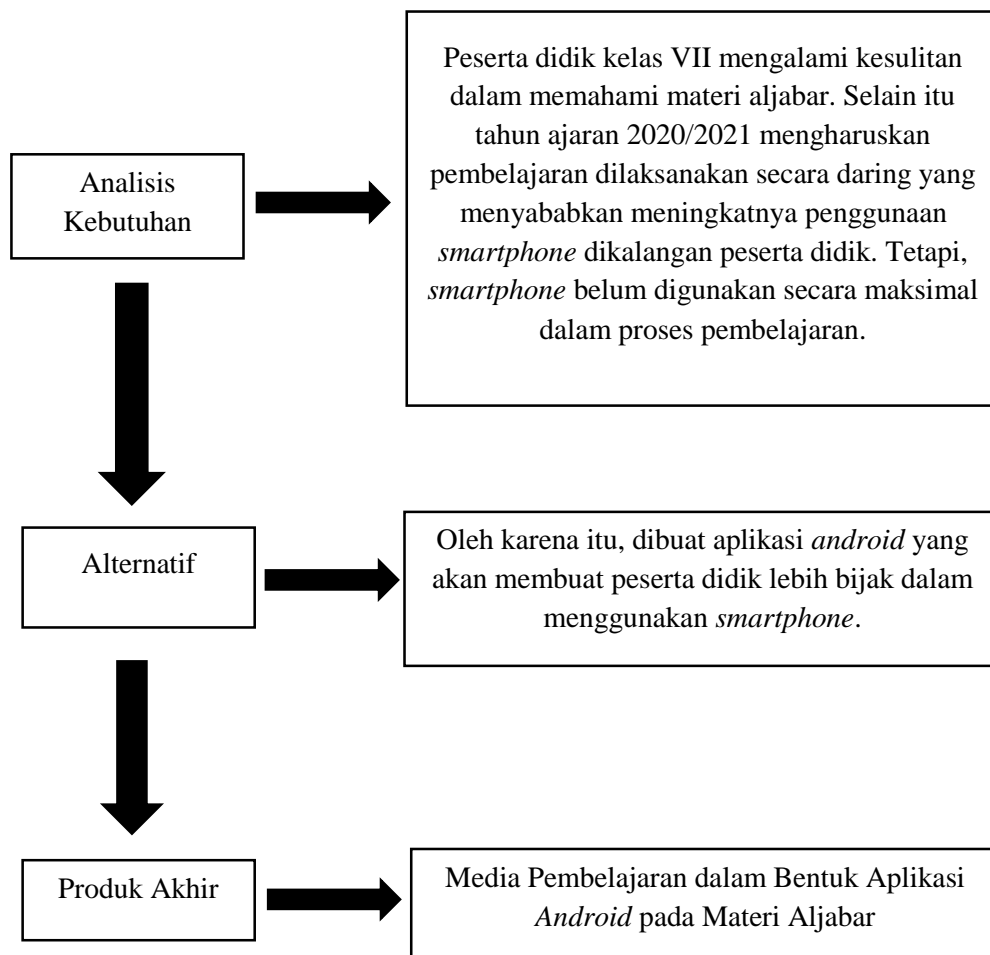 Analisis
Kebutuhan
Peserta didik kelas VII mengalami kesulitan
dalam memahami materi aljabar. Selain itu
tahun ajaran 2020/2021 mengharuskan
pembelajaran dilaksanakan secara daring yang
menyababkan meningkatnya penggunaan
smartphone dikalangan peserta didik. Tetapi,
smartphone belum digunakan secara maksimal
dalam proses pembelajaran.
Alternatif
Oleh karena itu, dibuat aplikasi android yang
akan membuat peserta didik lebih bijak dalam
menggunakan smartphone.
Produk Akhir
Media Pembelajaran dalam Bentuk Aplikasi
Android pada Materi Aljabar